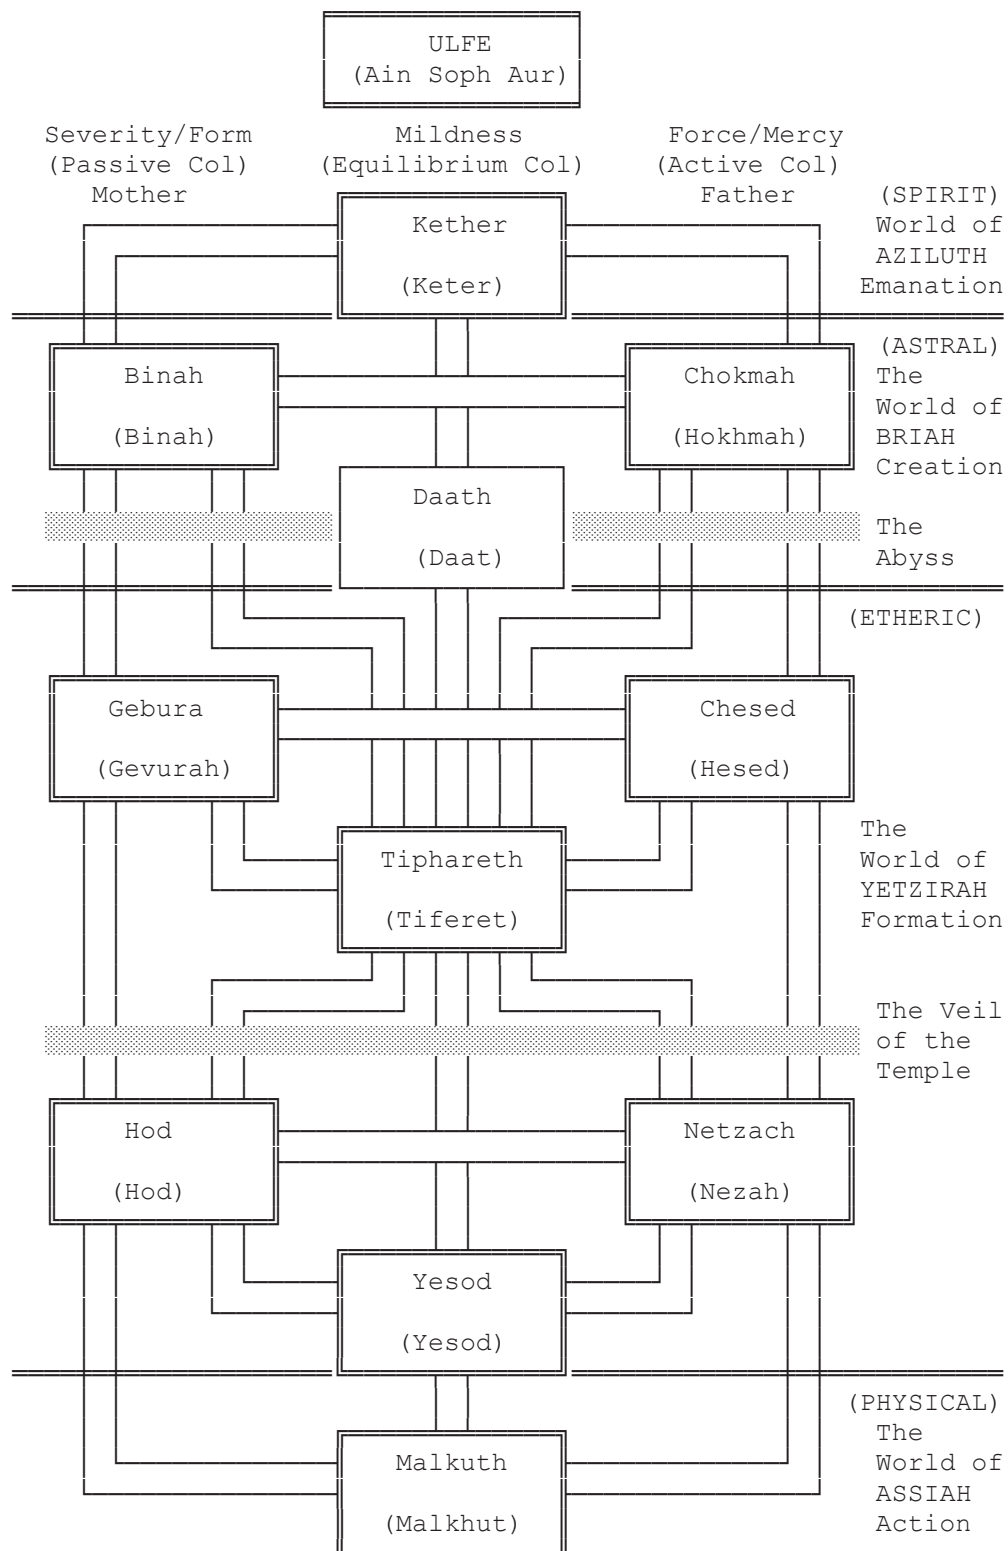 ULFE
(Ain Soph Aur)
Severity/Form Mildness Force/Mercy
(Passive Col) (Equilibrium Col) (Active Col)
Mother Father (SPIRIT)
Kether World of
AZILUTH
(Keter) Emanation
(ASTRAL)
Binah Chokmah The
World of
(Binah) (Hokhmah) BRIAH
Creation
Daath
The
(Daat) Abyss
(ETHERIC)
Gebura Chesed
(Gevurah) (Hesed)
The
Tiphareth World of
YETZIRAH
(Tiferet) Formation
The Veil
of the
Temple
Hod Netzach
(Hod) (Nezah)
Yesod
(Yesod)
(PHYSICAL)
The
Malkuth World of
ASSIAH
(Malkhut) Action